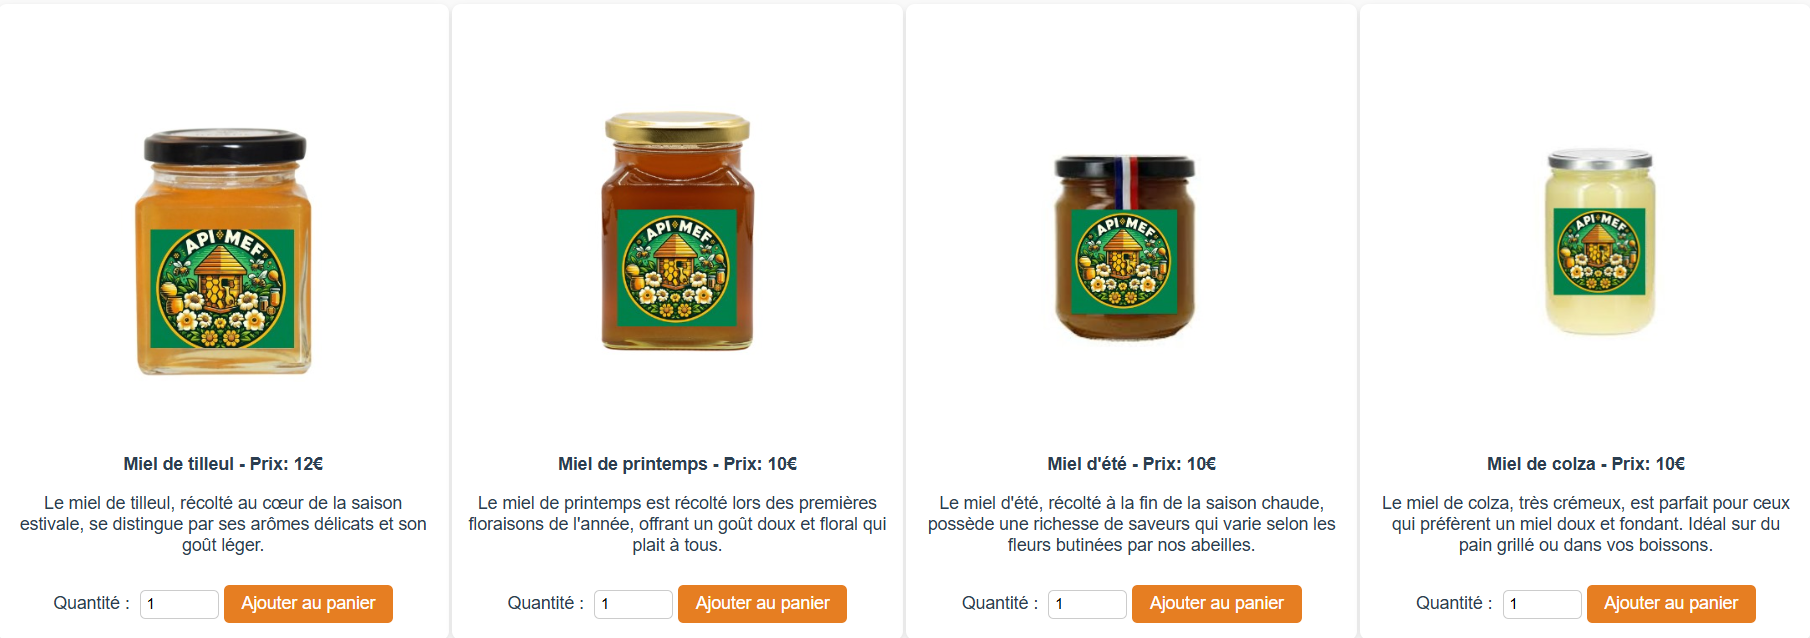 API MEF
API MEF
API MEF
API MEF
Miel de tilleul - Prix: 12€
Le miel de tilleul, récolté au cœur de la saison
estivale, se distingue par ses arômes délicats et son
goût léger.
Quantité : 1 Ajouter au panier
Miel de printemps - Prix: 10€
Le miel de printemps est récolté lors des premières
floraisons de l'année, offrant un goût doux et floral qui
plait à tous.
Quantité : 1 Ajouter au panier
Miel d'été - Prix: 10€
Le miel d'été, récolté à la fin de la saison chaude,
possède une richesse de saveurs qui varie selon les
fleurs butinées par nos abeilles.
Quantité : 1 Ajouter au panier
Miel de colza - Prix: 10€
Le miel de colza, très crémeux, est parfait pour ceux
qui préfèrent un miel doux et fondant. Idéal sur du
pain grillé ou dans vos boissons.
Quantité : 1 Ajouter au panier